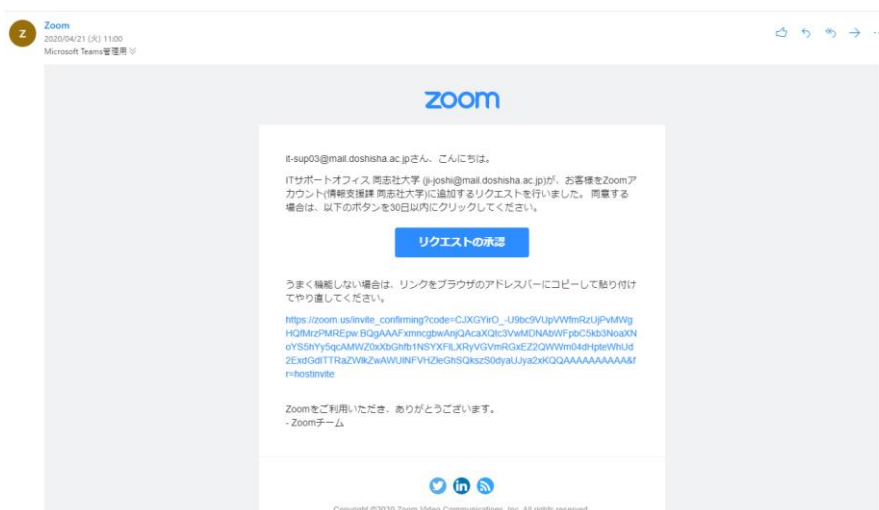 Z
Zoom
2020/04/21 (火) 11:00
Microsoft Teams管理用
zoom
it-sup03@mail.doshisha.ac.jpさん、こんにちは。
ITサポートオフィス 同志社大学 (ji-joshi@mail.doshisha.ac.jp)が、お客様をZoomア
カウント(情報支援課 同志社大学)に追加するリクエストを行いました。 同意する
場合は、以下のボタンを30日以内にクリックしてください。
リクエストの承認
うまく機能しない場合は、リンクをブラウザのアドレスバーにコピーして貼り付け
てやり直してください。
https://zoom.us/invite_confirming?code=
r=hostinvite
Zoomをご利用いただき、ありがとうございます。
- Zoomチーム
Copyright ©2020 Zoom Video Communications, Inc. All rights reserved.